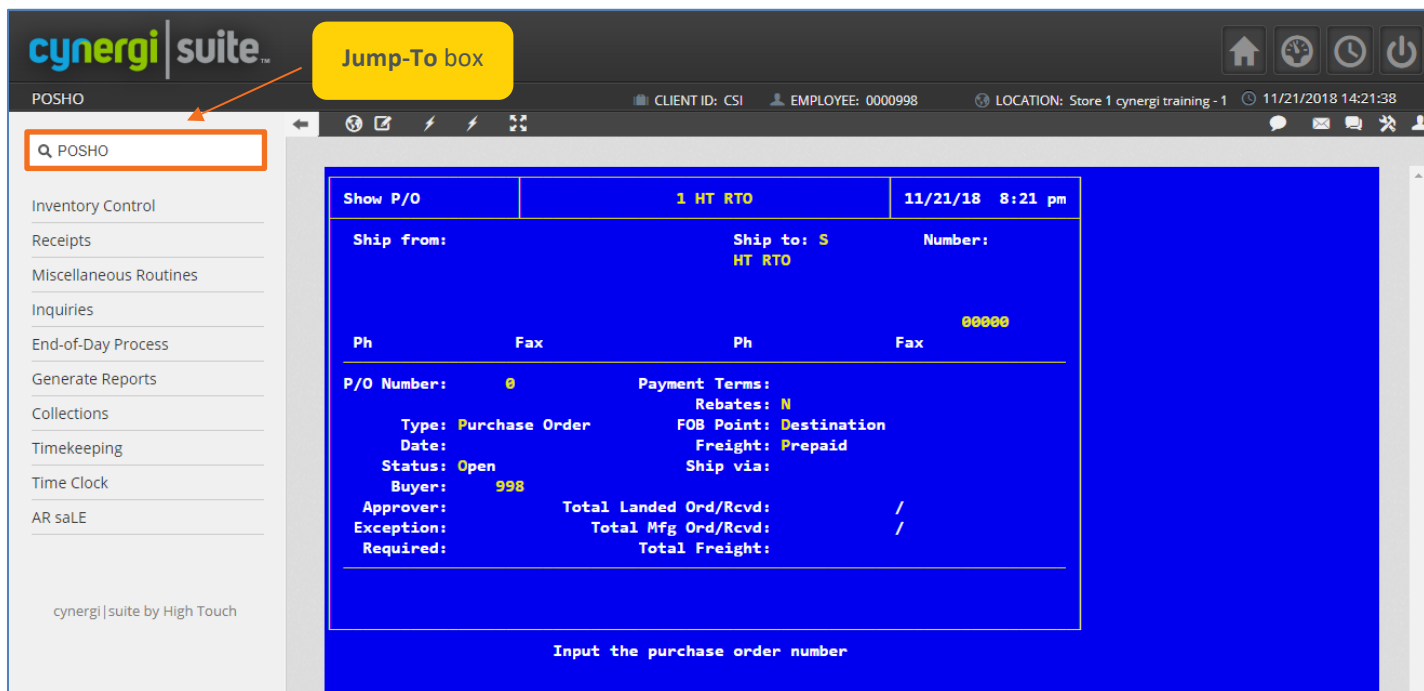 cynergi|suite™
Jump-To box
POSHO CLIENT ID: CSI EMPLOYEE: 0000998 LOCATION: Store 1 cynergi training - 1 11/21/2018 14:21:38
POSHO
Inventory Control
Receipts
Miscellaneous Routines
Inquiries
End-of-Day Process
Generate Reports
Collections
Timekeeping
Time Clock
AR saLE
cynergi|suite by High Touch
Show P/O 1 HT RTO 11/21/18 8:21 pm
Ship from: Ship to: S Number:
HT RTO
00000
Ph Fax Ph Fax
P/O Number: 0 Payment Terms:
Rebates: N
Type: Purchase Order FOB Point: Destination
Date: Freight: Prepaid
Status: Open Ship via:
Buyer: 998
Approver: Total Landed Ord/Rcvd: /
Exception: Total Mfg Ord/Rcvd: /
Required: Total Freight:
Input the purchase order number